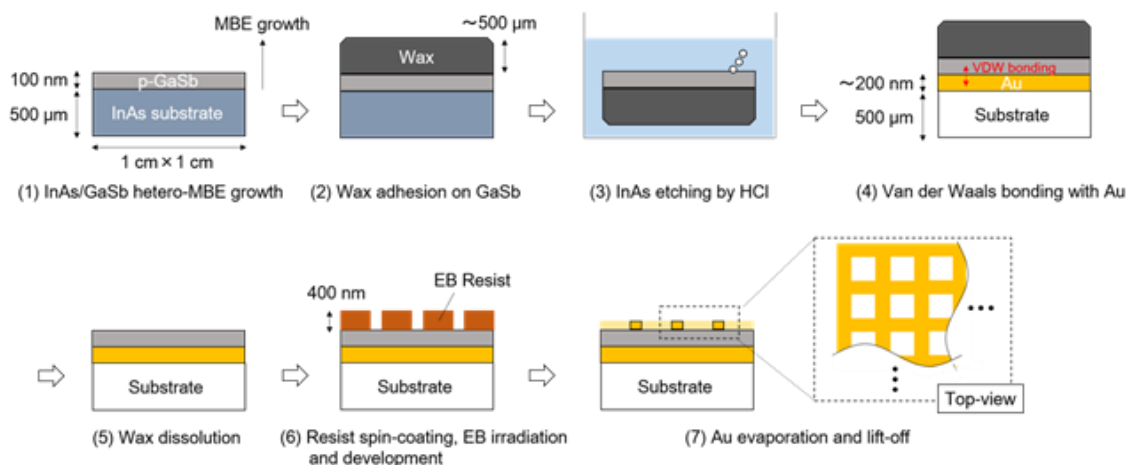 MBE growth
100 nm
p-GaSb
500 μm
InAs substrate
1 cm × 1 cm
(1) InAs/GaSb hetero-MBE growth
~500 μm
Wax
(2) Wax adhesion on GaSb
(3) InAs etching by HCl
VDW bonding
~200 nm
Au
500 μm
Substrate
(4) Van der Waals bonding with Au
Substrate
(5) Wax dissolution
400 nm
EB Resist
Substrate
(6) Resist spin-coating, EB irradiation
and development
Substrate
Top-view
(7) Au evaporation and lift-off